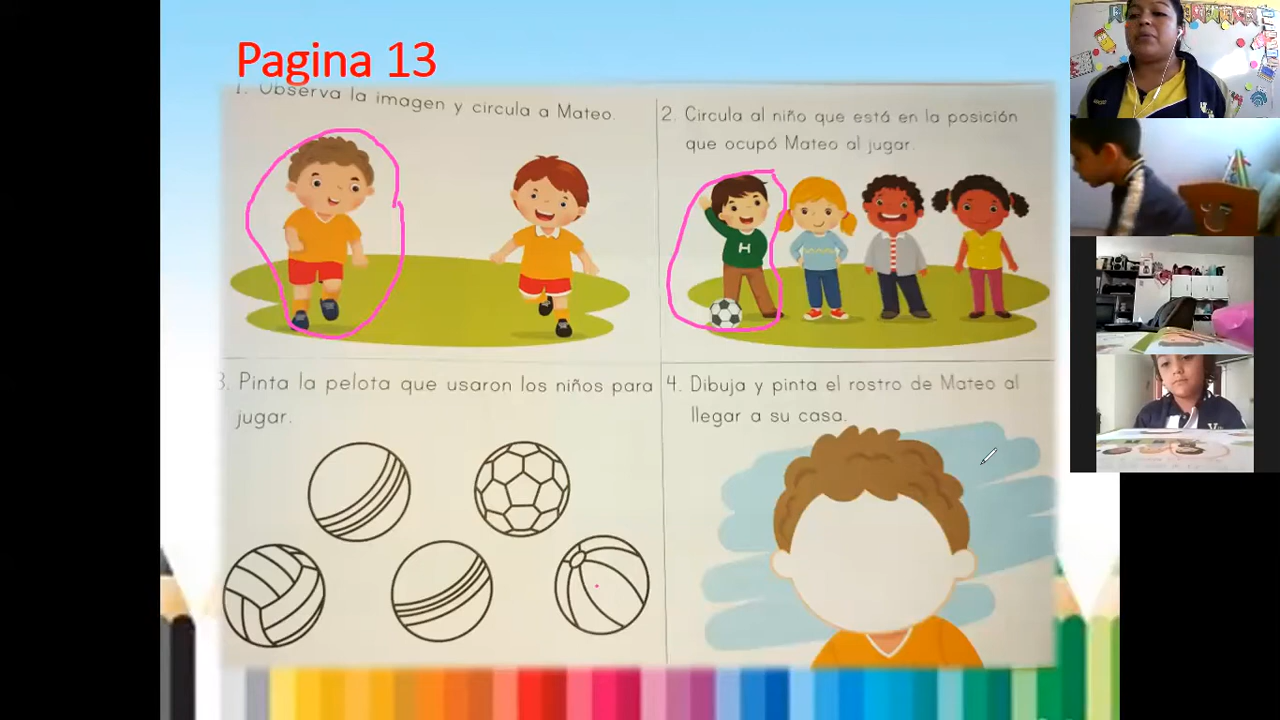 Pagina 13
1. Observa la imagen y circula a Mateo.
2. Circula al niño que está en la posición
que ocupó Mateo al jugar.
H
3. Pinta la pelota que usaron los niños para
jugar.
4. Dibuja y pinta el rostro de Mateo al
llegar a su casa.